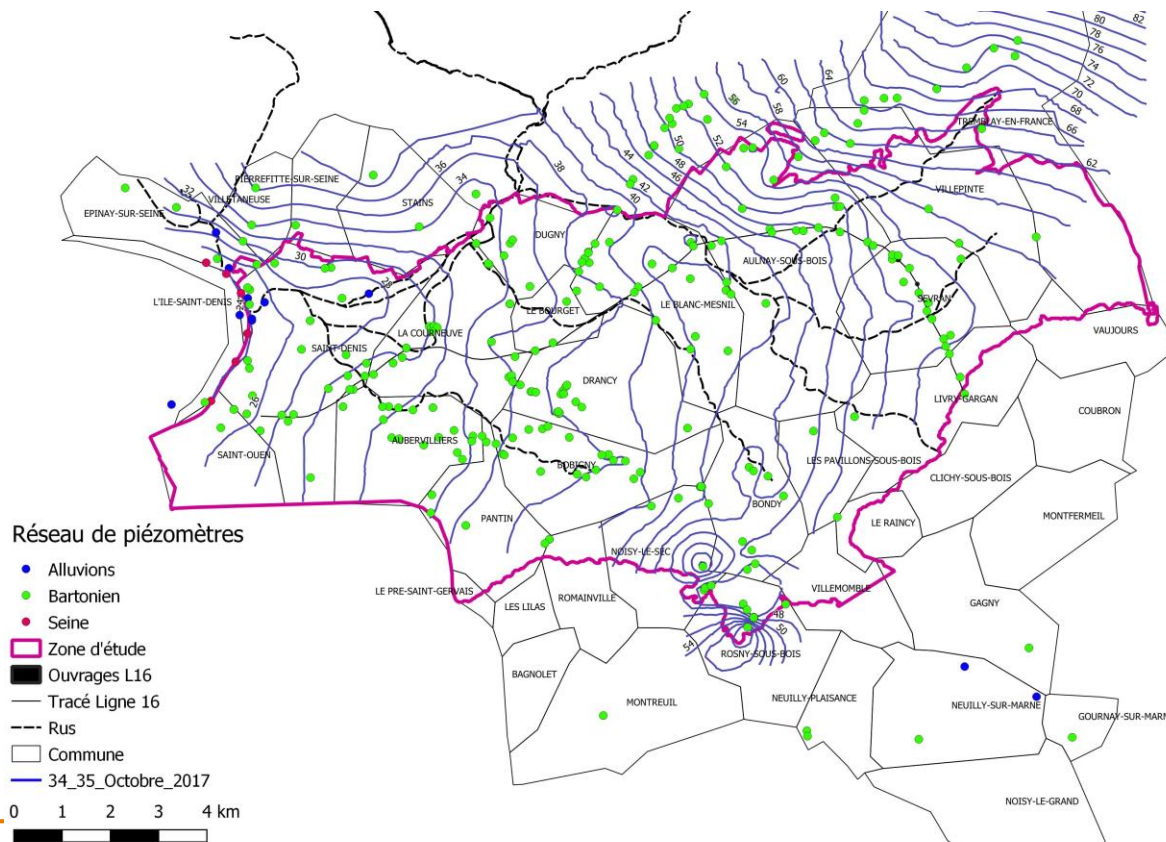 80
82
78
76
74
72
70
68
66
62
60
64
56
58
54
50
52
48
46
44
42
40
38
36
34
32
30
28
26
TREMBLAY-EN-FRANCE
VILLEPINTE
PIERREFITTE-SUR-SEINE
VILLETANEUSE
EPINAY-SUR-SEINE
STAINS
DUGNY
AULNAY-SOUS-BOIS
L'ILE-SAINT-DENIS
LE BOURGET
LE BLANC-MESNIL
SEVRAN
VAUJOURS
SAINT-DENIS
LA COURNEUVE
DRANCY
LIVRY-GARGAN
COUBRON
SAINT-OUEN
AUBERVILLIERS
BOBIGNY
LES PAVILLONS-SOUS-BOIS
CLICHY-SOUS-BOIS
PANTIN
BONDY
LE RAINCY
MONTFERMEIL
NOISY-LE-SEC
LE PRE-SAINT-GERVAIS
LES LILAS
ROMAINVILLE
VILLEMOMBLE
GAGNY
48
50
54
ROSNY-SOUS-BOIS
BAGNOLET
MONTREUIL
NEUILLY-PLAISANCE
NEUILLY-SUR-MARNE
GOURNAY-SUR-MARN
NOISY-LE-GRAND
Réseau de piézomètres
Alluvions
Bartonien
Seine
Zone d'étude
Ouvrages L16
Tracé Ligne 16
Rus
Commune
34_35_Octobre_2017
0 1 2 3 4 km